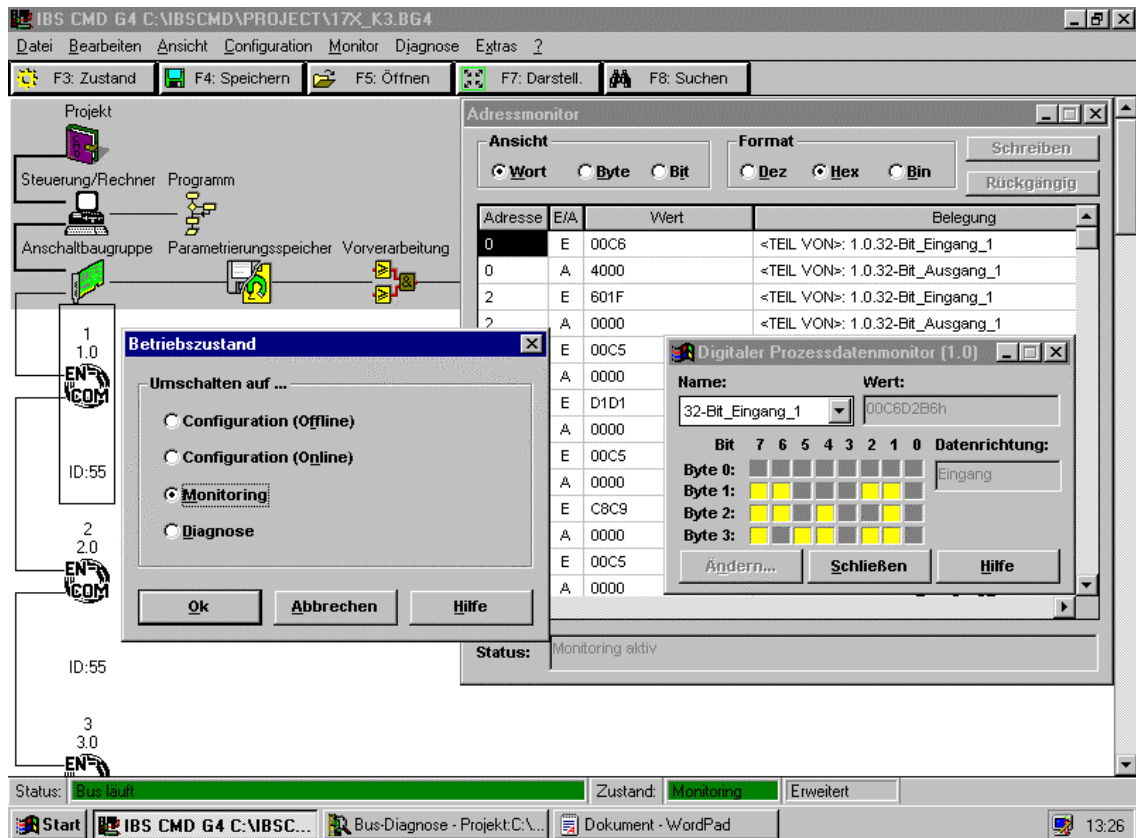 IBS CMD G4 C:\IBSCMD\PROJECT\17X_K3.BG4
Datei Bearbeiten Ansicht Configuration Monitor Diagnose Extras ?
F3: Zustand F4: Speichern F5: Öffnen F7: Darstell. F8: Suchen
Projekt
Steuerung/Rechner Programm
Anschaltbaugruppe Parametrierungsspeicher Vorverarbeitung
1
1.0
EN
COM
ID:55
2
2.0
EN
COM
ID:55
3
3.0
EN
Adressmonitor
Ansicht
Wort Byte Bit
Format
Dez Hex Bin
Schreiben
Rückgängig
Adresse E/A Wert Belegung
0 E 00C6 <TEIL VON>: 1.0.32-Bit_Eingang_1
0 A 4000 <TEIL VON>: 1.0.32-Bit_Ausgang_1
2 E 601F <TEIL VON>: 1.0.32-Bit_Eingang_1
2 A 0000 <TEIL VON>: 1.0.32-Bit_Ausgang_1
E 00C5
A 0000
E D1D1
A 0000
E 00C5
A 0000
E C8C9
A 0000
E 00C5
A 0000
Status: Monitoring aktiv
Betriebszustand
Umschalten auf ...
Configuration (Offline)
Configuration (Online)
Monitoring
Diagnose
Ok Abbrechen Hilfe
Digitaler Prozessdatenmonitor (1.0)
Name: Wert:
32-Bit_Eingang_1 00C6D2B6h
Bit 7 6 5 4 3 2 1 0 Datenrichtung:
Byte 0: Eingang
Byte 1:
Byte 2:
Byte 3:
Ändern... Schließen Hilfe
Status: Bus läuft Zustand: Monitoring Erweitert
Start IBS CMD G4 C:\IBSC... Bus-Diagnose - Projekt:C:\... Dokument - WordPad 13:26